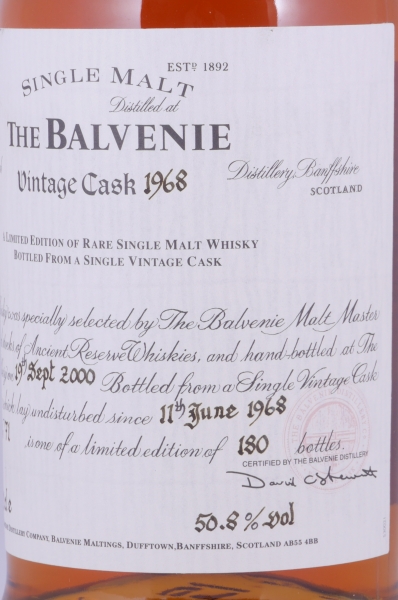 ESTD 1892
SINGLE MALT
Distilled at
THE BALVENIE
Vintage Cask 1968
Distillery, Banffshire
SCOTLAND
LIMITED EDITION OF RARE SINGLE MALT WHISKY
BOTTLED FROM A SINGLE VINTAGE CASK
was specially selected by The Balvenie Malt Master
of Ancient Reserve Whiskies, and hand-bottled at The
19th Sept 2000 Bottled from a Single Vintage Cask
lay undisturbed since 11th June 1968
is one of a limited edition of 180 bottles.
CERTIFIED BY THE BALVENIE DISTILLERY
David C Stewart
50.8% vol
DISTILLERY COMPANY, BALVENIE MALTINGS, DUFFTOWN, BANFFSHIRE, SCOTLAND AB55 4BB